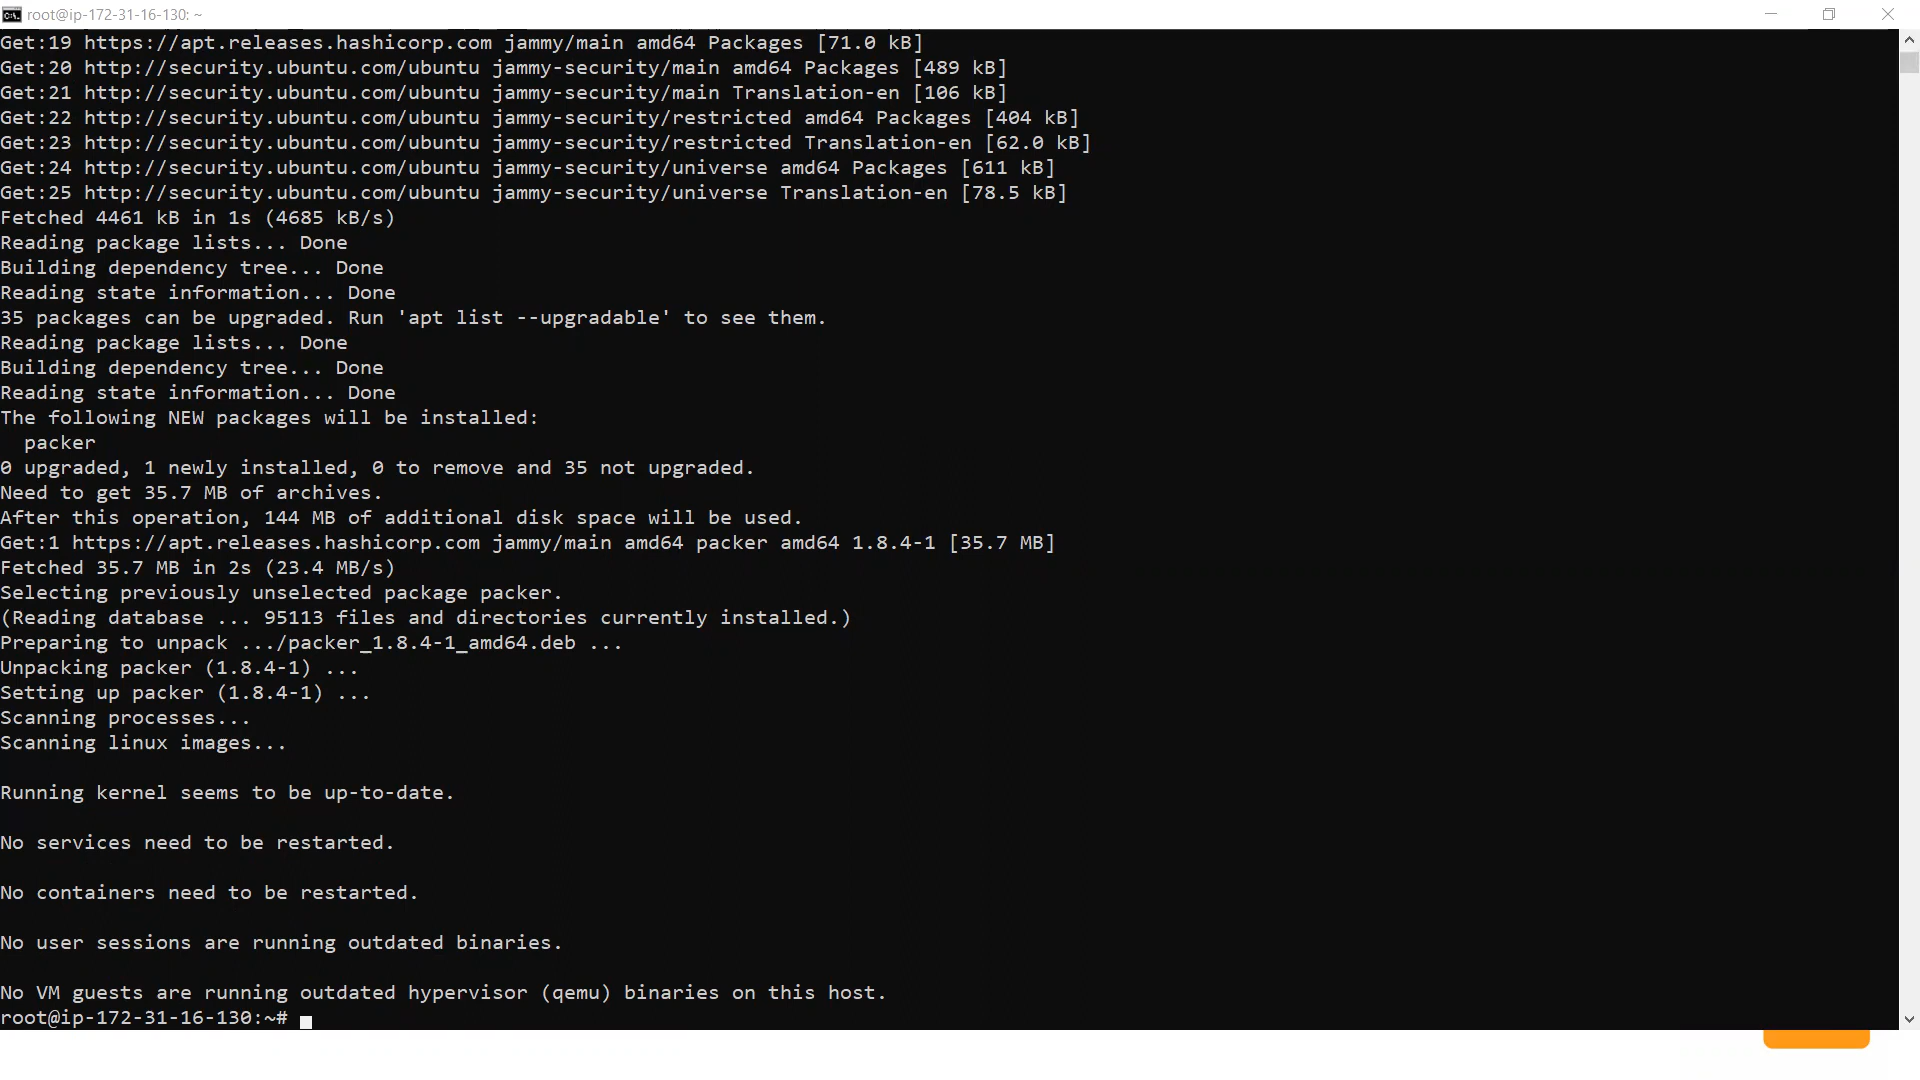 root@ip-172-31-16-130: ~
Get:19 https://apt.releases.hashicorp.com jammy/main amd64 Packages [71.0 kB]
Get:20 http://security.ubuntu.com/ubuntu jammy-security/main amd64 Packages [489 kB]
Get:21 http://security.ubuntu.com/ubuntu jammy-security/main Translation-en [106 kB]
Get:22 http://security.ubuntu.com/ubuntu jammy-security/restricted amd64 Packages [404 kB]
Get:23 http://security.ubuntu.com/ubuntu jammy-security/restricted Translation-en [62.0 kB]
Get:24 http://security.ubuntu.com/ubuntu jammy-security/universe amd64 Packages [611 kB]
Get:25 http://security.ubuntu.com/ubuntu jammy-security/universe Translation-en [78.5 kB]
Fetched 4461 kB in 1s (4685 kB/s)
Reading package lists... Done
Building dependency tree... Done
Reading state information... Done
35 packages can be upgraded. Run 'apt list --upgradable' to see them.
Reading package lists... Done
Building dependency tree... Done
Reading state information... Done
The following NEW packages will be installed:
  packer
0 upgraded, 1 newly installed, 0 to remove and 35 not upgraded.
Need to get 35.7 MB of archives.
After this operation, 144 MB of additional disk space will be used.
Get:1 https://apt.releases.hashicorp.com jammy/main amd64 packer amd64 1.8.4-1 [35.7 MB]
Fetched 35.7 MB in 2s (23.4 MB/s)
Selecting previously unselected package packer.
(Reading database ... 95113 files and directories currently installed.)
Preparing to unpack .../packer_1.8.4-1_amd64.deb ...
Unpacking packer (1.8.4-1) ...
Setting up packer (1.8.4-1) ...
Scanning processes...
Scanning linux images...
Running kernel seems to be up-to-date.
No services need to be restarted.
No containers need to be restarted.
No user sessions are running outdated binaries.
No VM guests are running outdated hypervisor (qemu) binaries on this host.
root@ip-172-31-16-130:~#